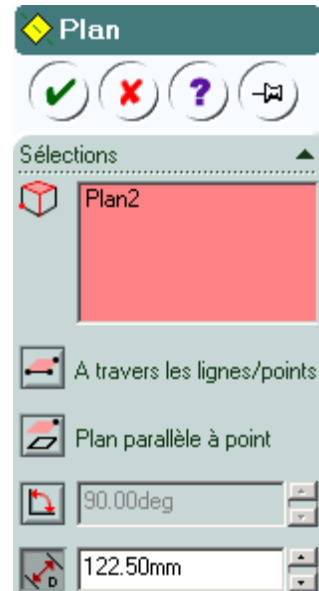 Plan
?
Sélections
Plan2
A travers les lignes/points
Plan parallèle à point
90.00deg
D
122.50mm